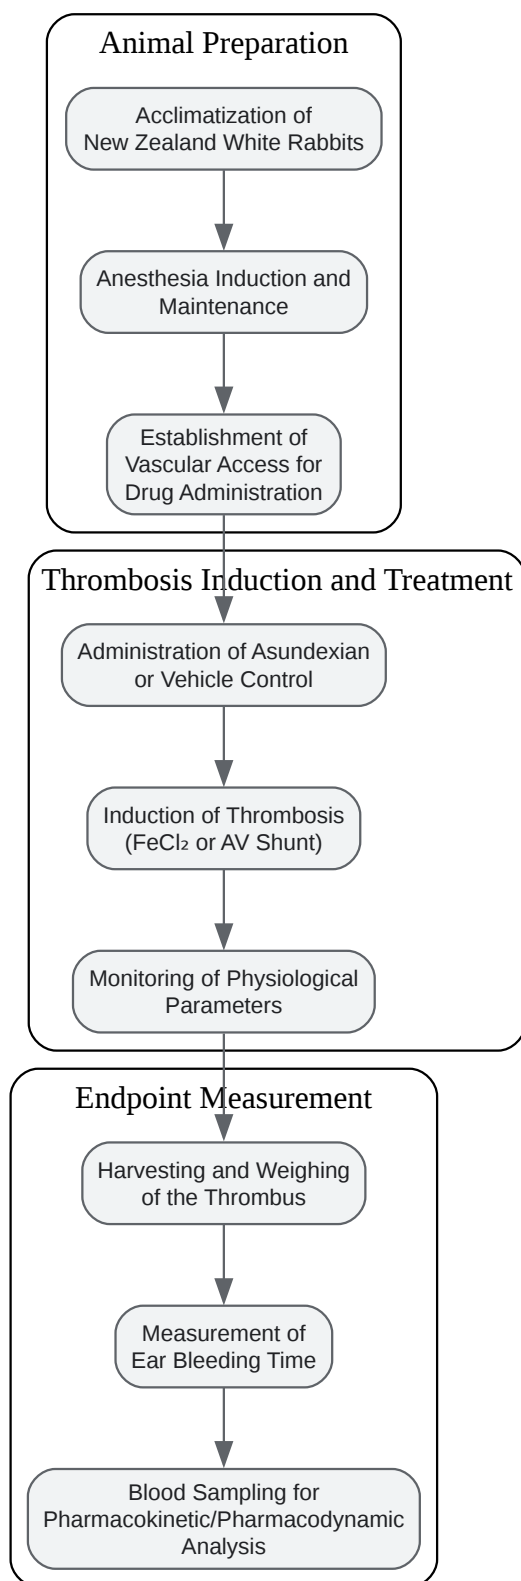 Animal Preparation
Acclimatization of
New Zealand White Rabbits
Anesthesia Induction and
Maintenance
Establishment of
Vascular Access for
Drug Administration
Thrombosis Induction and Treatment
Administration of Asundexian
or Vehicle Control
Induction of Thrombosis
(FeCl₂ or AV Shunt)
Monitoring of Physiological
Parameters
Endpoint Measurement
Harvesting and Weighing
of the Thrombus
Measurement of
Ear Bleeding Time
Blood Sampling for
Pharmacokinetic/Pharmacodynamic
Analysis